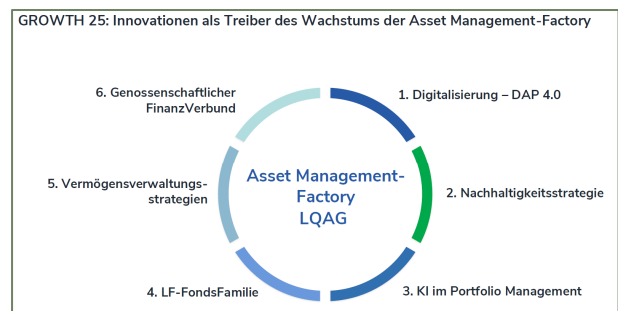 GROWTH 25: Innovationen als Treiber des Wachstums der Asset Management-Factory
6. Genossenschaftlicher
FinanzVerbund
1. Digitalisierung – DAP 4.0
5. Vermögensverwaltungs-
strategien
Asset Management-
Factory
LQAG
2. Nachhaltigkeitsstrategie
4. LF-FondsFamilie
3. KI im Portfolio Management